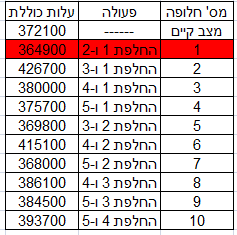 מס' חלופה פעולה עלות כוללת
מצב קיים ------ 372100
1 החלפת 1 ו-2 364900
2 החלפת 1 ו-3 426700
3 החלפת 1 ו-4 380000
4 החלפת 1 ו-5 375700
5 החלפת 2 ו-3 369800
6 החלפת 2 ו-4 415100
7 החלפת 2 ו-5 368000
8 החלפת 3 ו-4 386100
9 החלפת 3 ו-5 384500
10 החלפת 4 ו-5 393700